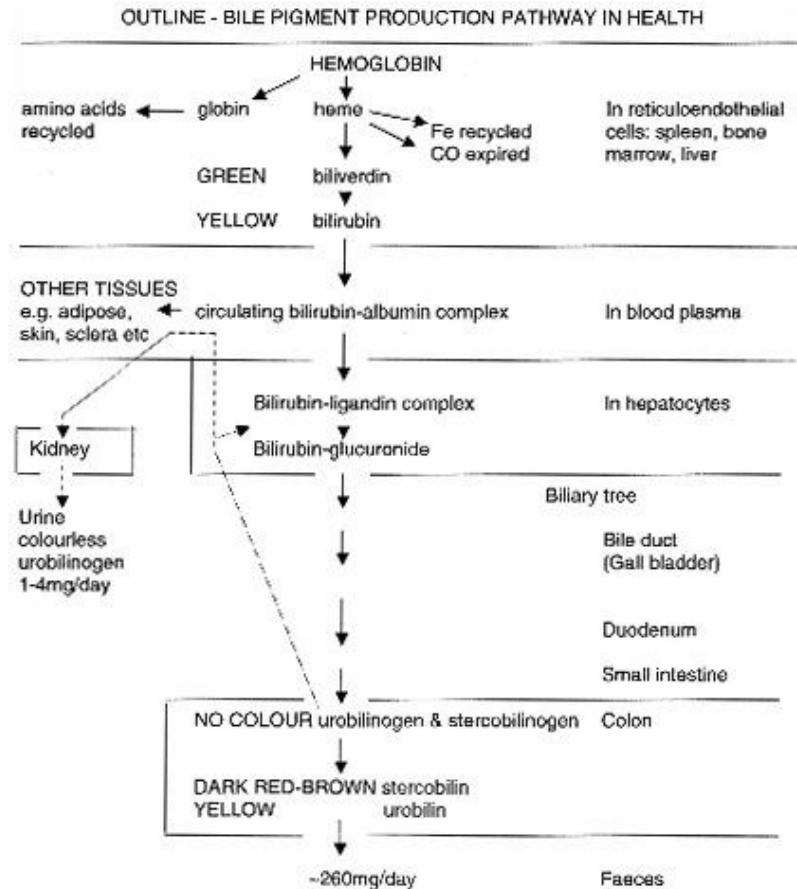 OUTLINE - BILE PIGMENT PRODUCTION PATHWAY IN HEALTH
HEMOGLOBIN
amino acids
recycled
globin
heme
Fe recycled
CO expired
In reticuloendothelial
cells: spleen, bone
marrow, liver
GREEN biliverdin
YELLOW bilirubin
OTHER TISSUES
e.g. adipose,
skin, sclera etc
circulating bilirubin-albumin complex
In blood plasma
Bilirubin-ligandin complex
In hepatocytes
Kidney
Bilirubin-glucuronide
Biliary tree
Urine
colourless
urobilinogen
1-4mg/day
Bile duct
(Gall bladder)
Duodenum
Small intestine
NO COLOUR urobilinogen & stercobilinogen
Colon
DARK RED-BROWN stercobilin
YELLOW urobilin
~260mg/day
Faeces